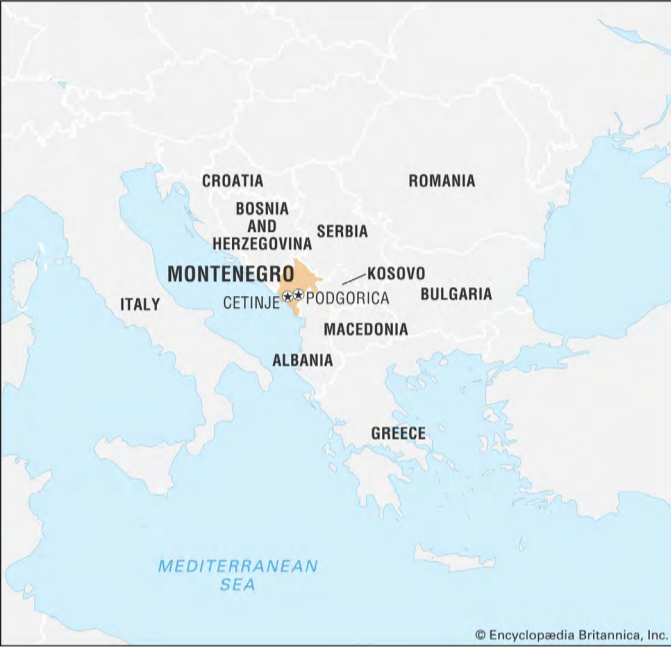 CROATIA
ROMANIA
BOSNIA
AND
HERZEGOVINA
SERBIA
MONTENEGRO
KOSOVO
CETINJE
PODGORICA
BULGARIA
ITALY
MACEDONIA
ALBANIA
GREECE
MEDITERRANEAN
SEA
© Encyclopædia Britannica, Inc.